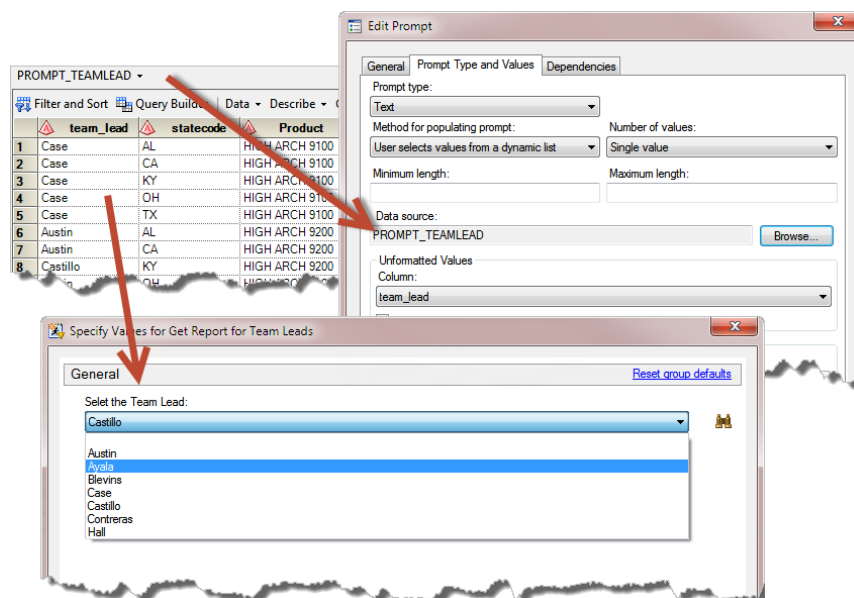 Edit Prompt
General Prompt Type and Values Dependencies
Prompt type:
Text
Method for populating prompt: Number of values:
User selects values from a dynamic list Single value
Minimum length: Maximum length:
Data source:
PROMPT_TEAMLEAD Browse...
Unformatted Values
Column:
team_lead
PROMPT_TEAMLEAD
Filter and Sort Query Builder Data Describe
team_lead statecode Product
1 Case AL HIGH ARCH 9100
2 Case CA HIGH ARCH 9100
3 Case KY HIGH ARCH 9100
4 Case OH HIGH ARCH 9100
5 Case TX HIGH ARCH 9100
6 Austin AL HIGH ARCH 9200
7 Austin CA HIGH ARCH 9200
8 Castillo KY HIGH ARCH 9200
OH
Specify Values for Get Report for Team Leads
General Reset group defaults
Selet the Team Lead:
Castillo
Austin
Ayala
Blevins
Case
Castillo
Contreras
Hall